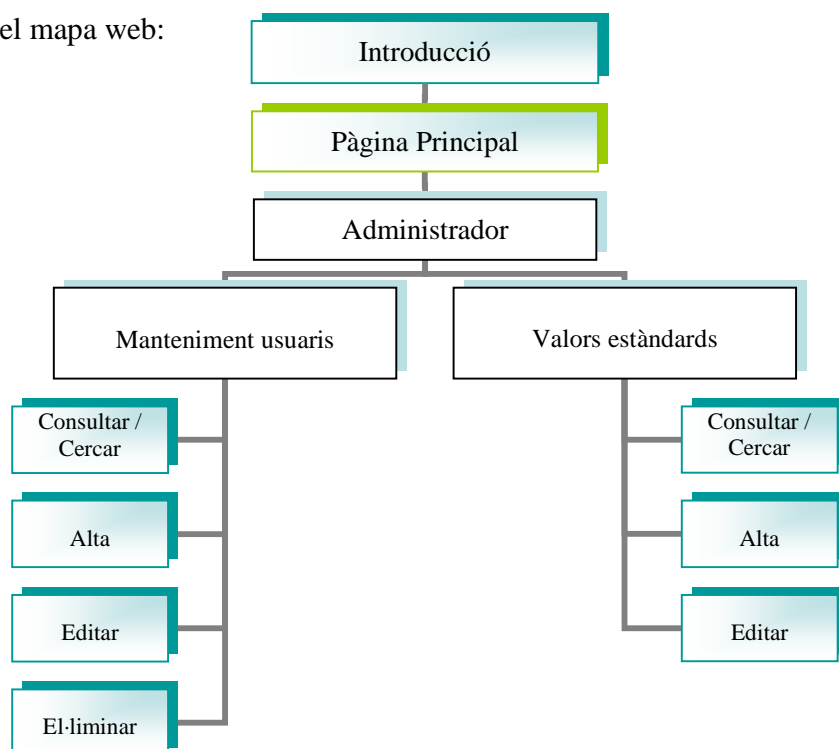 el mapa web:
Introducció
Pàgina Principal
Administrador
Manteniment usuaris
Valors estàndards
Consultar /
Cercar
Consultar /
Cercar
Alta
Alta
Editar
Editar
El·liminar